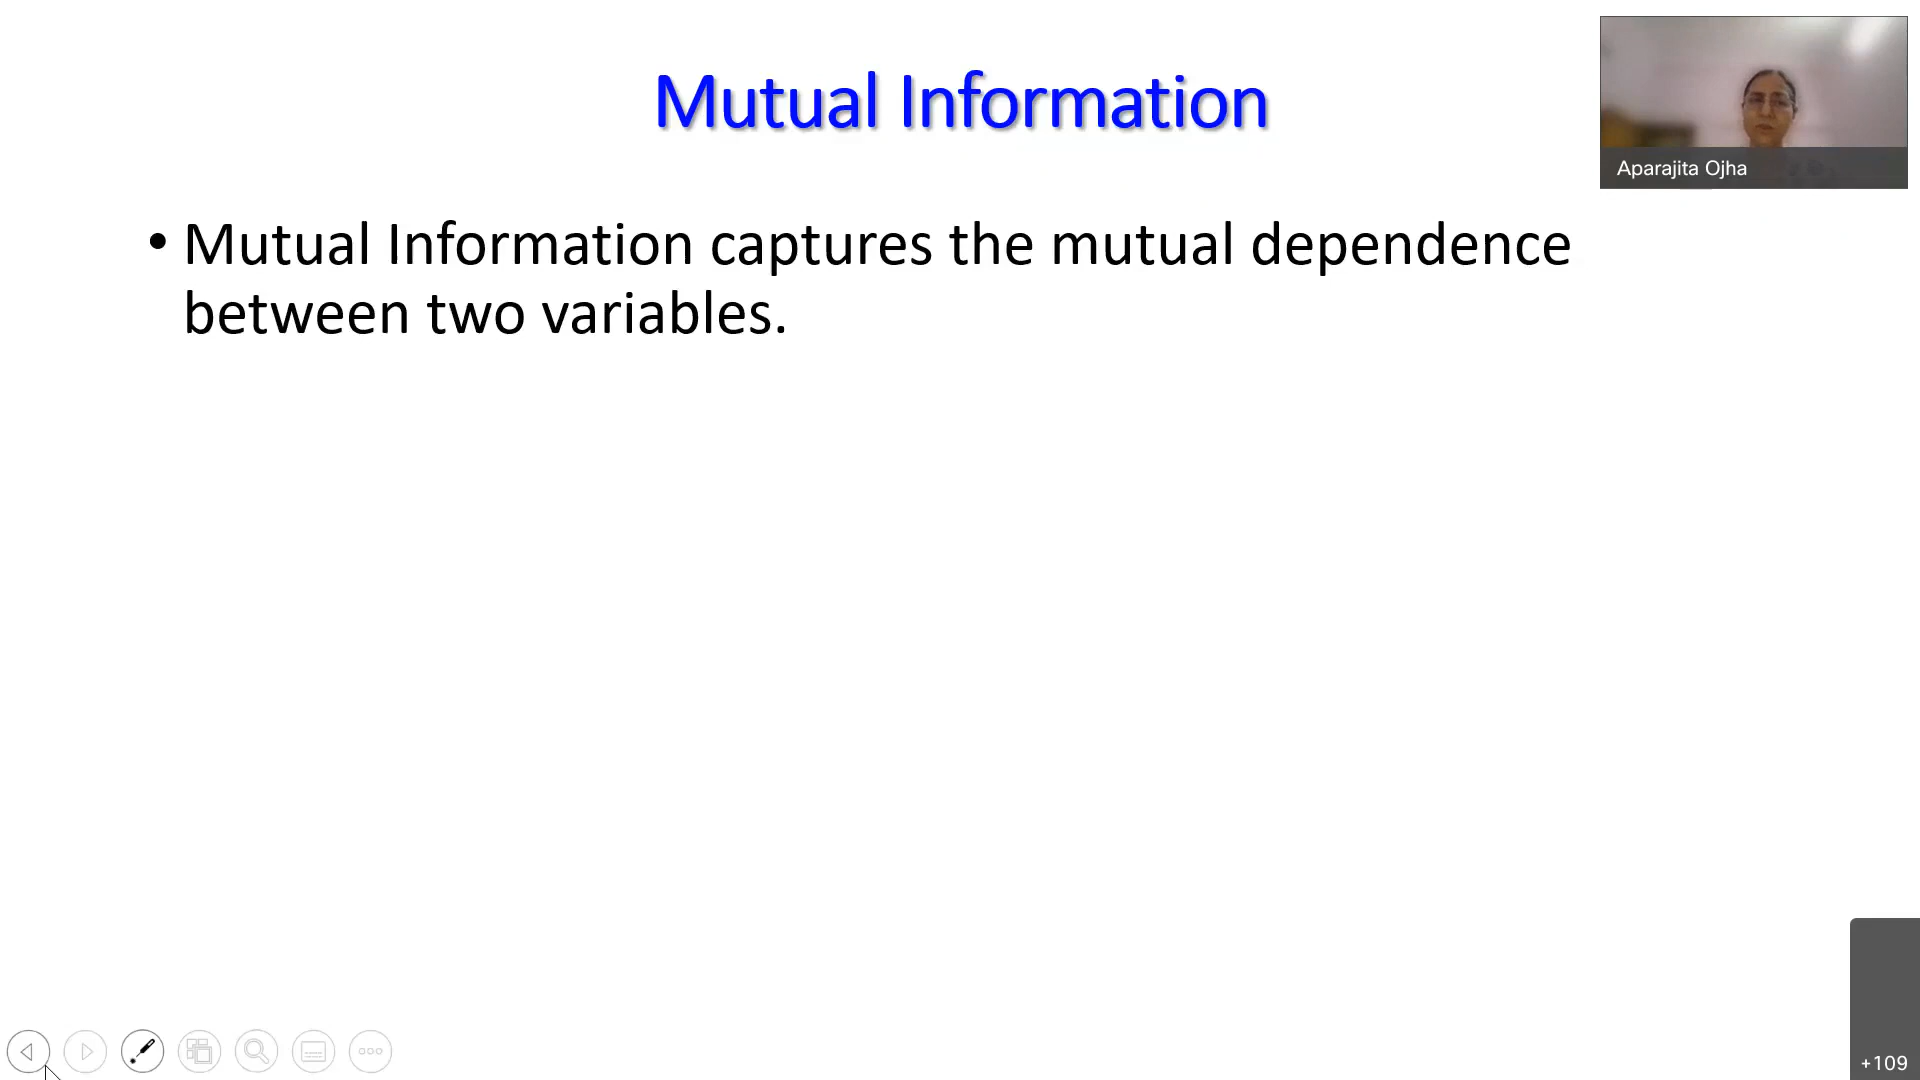 Mutual Information
Aparajita Ojha
• Mutual Information captures the mutual dependence
between two variables.
+109